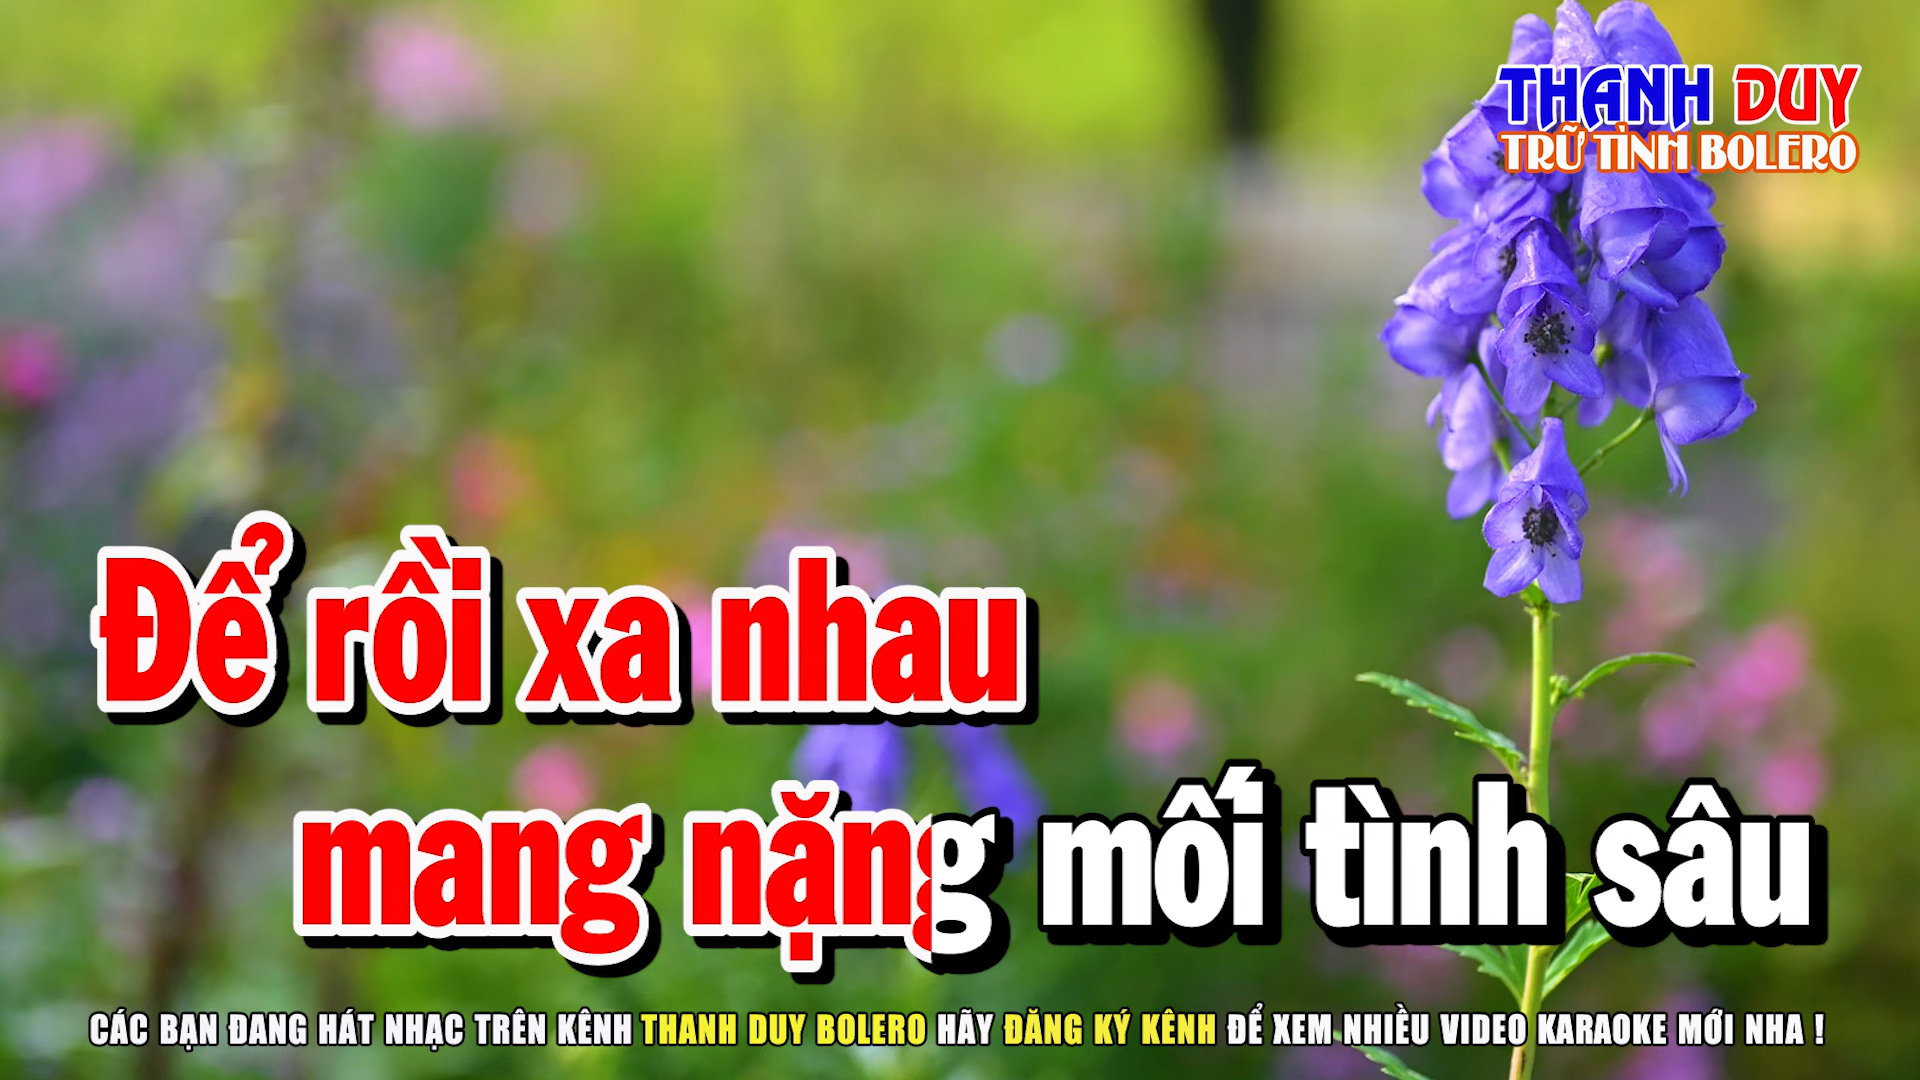 THANH DUY
TRỮ TÌNH BOLERO
Để rồi xa nhau
mang nặng mối tình sâu
CÁC BẠN ĐANG HÁT NHẠC TRÊN KÊNH THANH DUY BOLERO HÃY ĐĂNG KÝ KÊNH ĐỂ XEM NHIỀU VIDEO KARAOKE MỚI NHA !